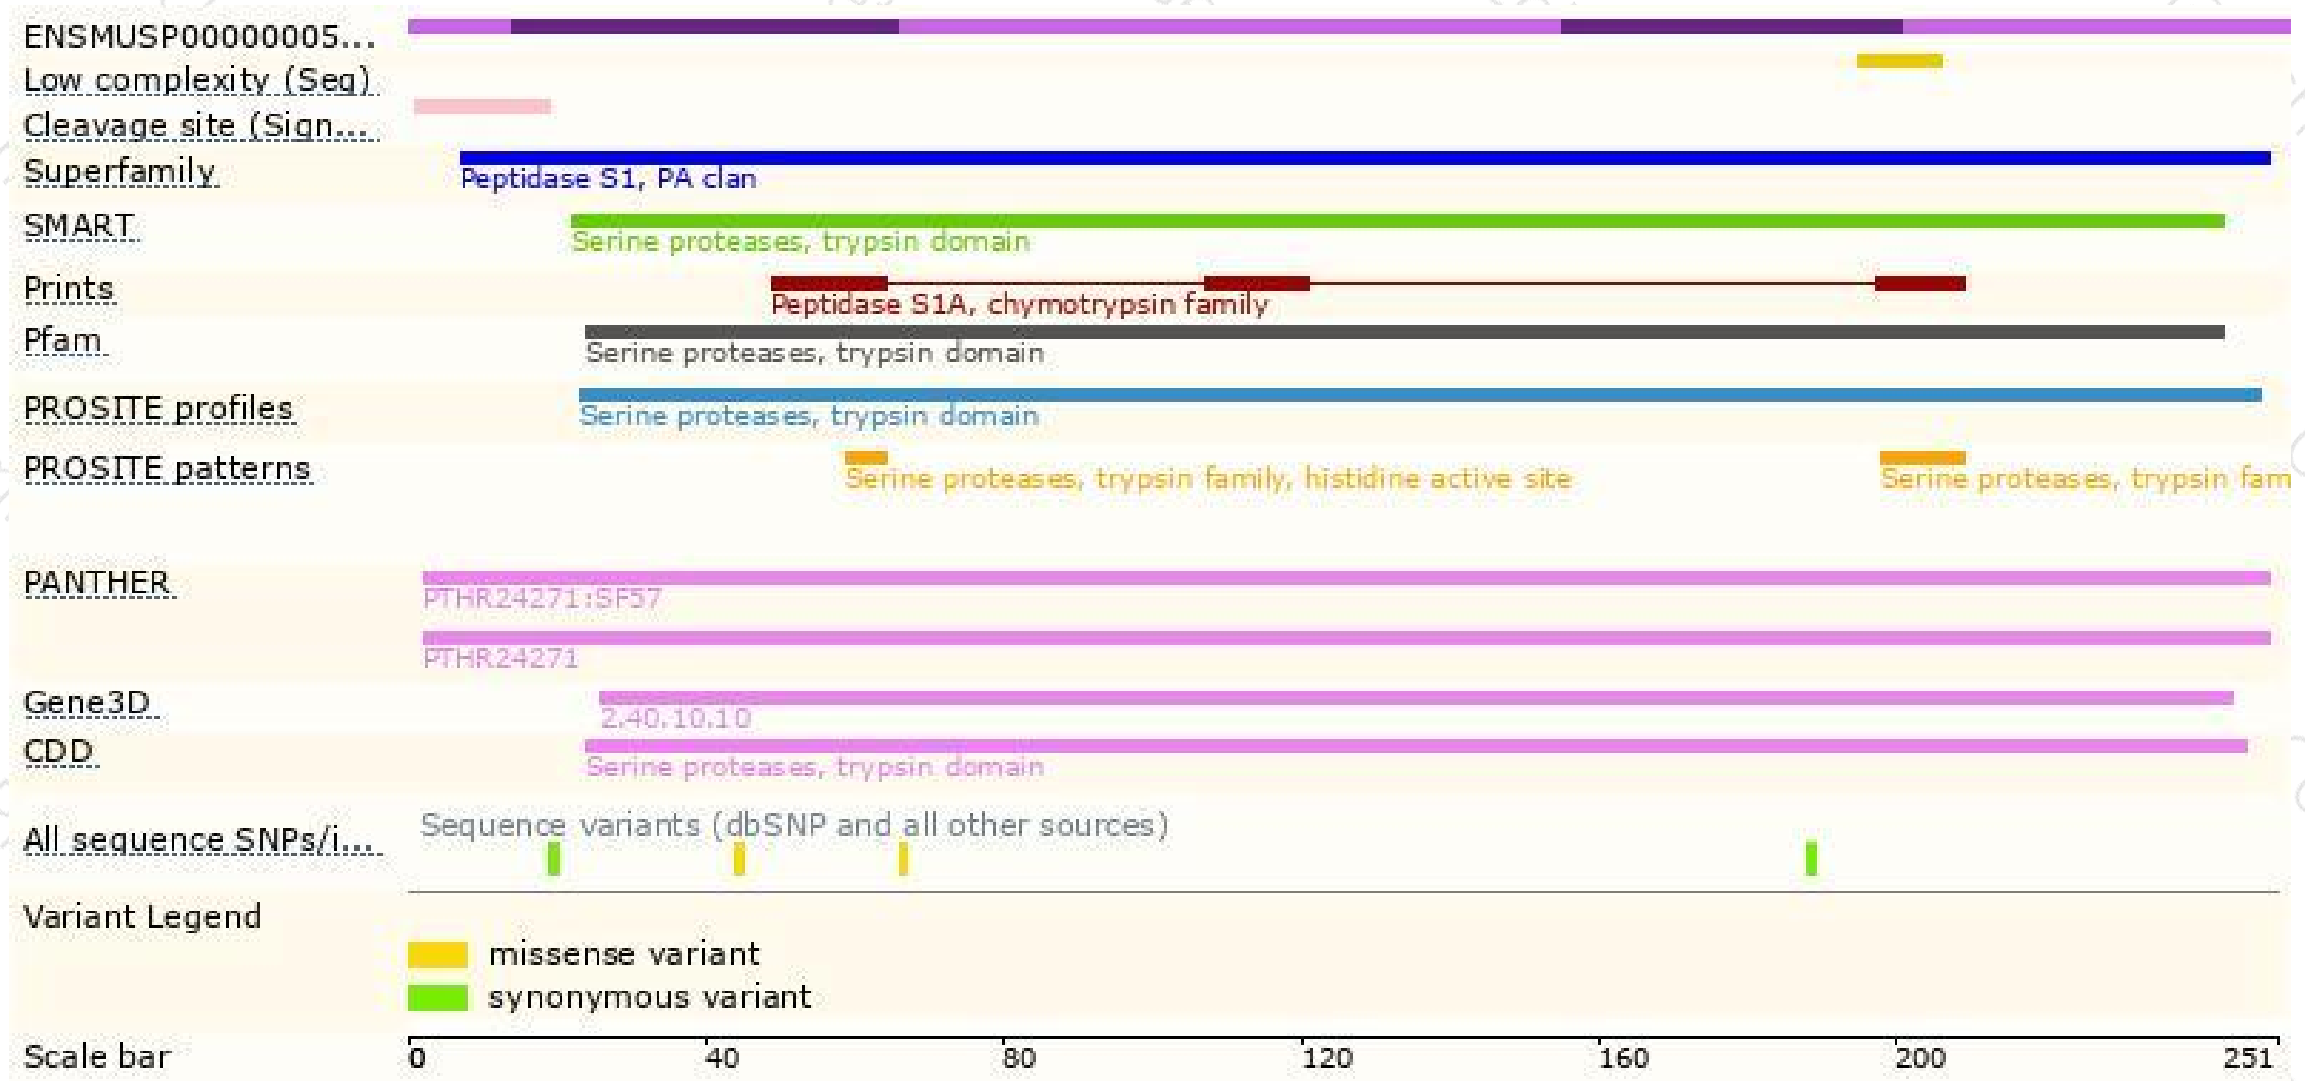 ENSMUSP00000005...
Low complexity (Seg)
Cleavage site (Sign...
Superfamily
Peptidase S1, PA clan
SMART
Serine proteases, trypsin domain
Prints
Peptidase S1A, chymotrypsin family
Pfam
Serine proteases, trypsin domain
PROSITE profiles
Serine proteases, trypsin domain
PROSITE patterns
Serine proteases, trypsin family, histidine active site
Serine proteases, trypsin fam
PANTHER
PTHR24271:SF57
PTHR24271
Gene3D
2.40.10.10
CDD
Serine proteases, trypsin domain
All sequence SNPs/i...
Sequence variants (dbSNP and all other sources)
Variant Legend
missense variant
synonymous variant
Scale bar
0 40 80 120 160 200 251